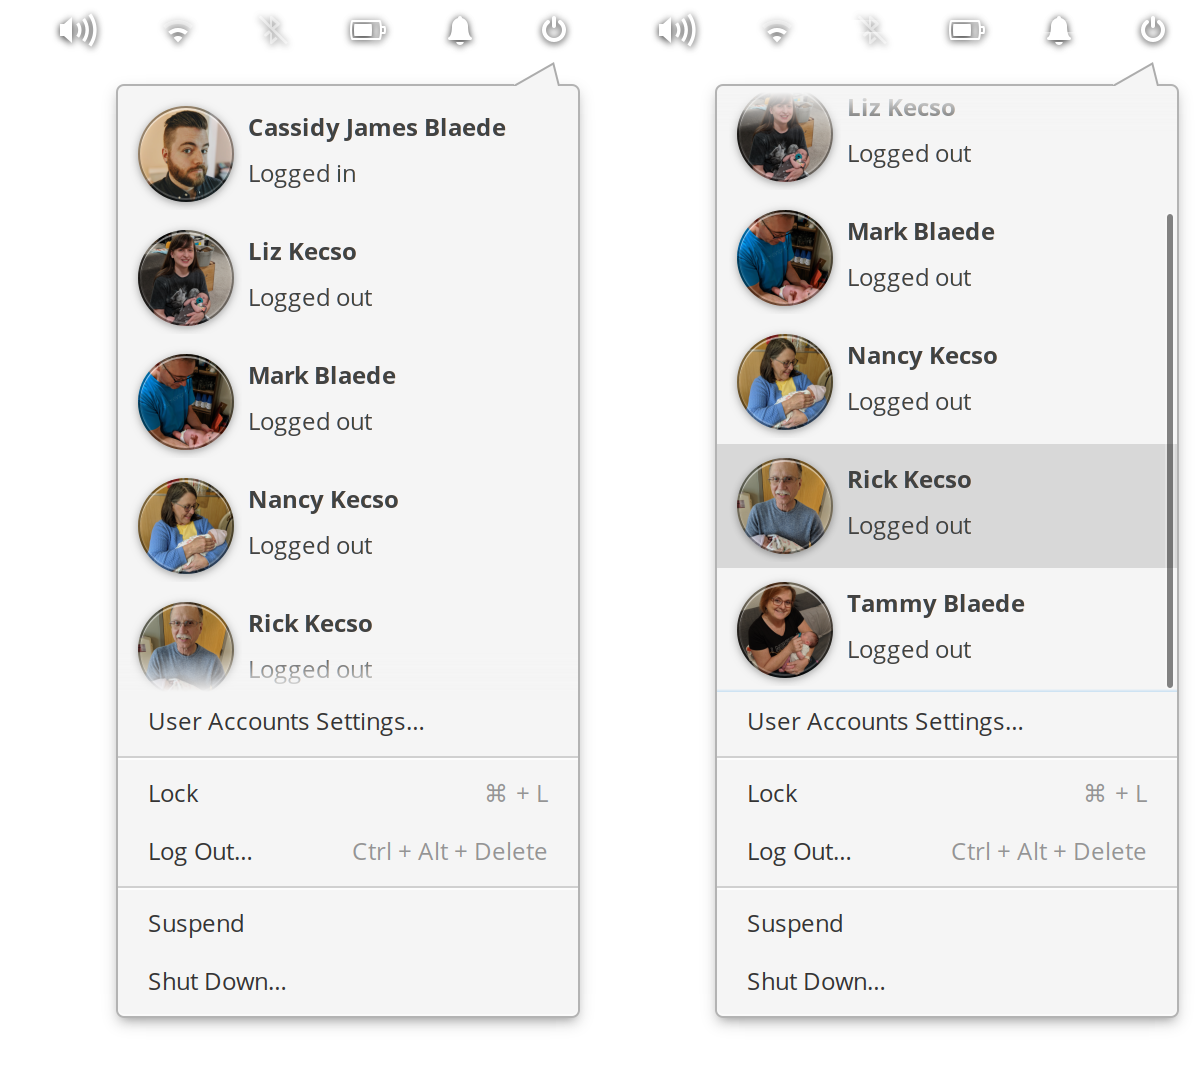 Cassidy James Blaede
Logged in
Liz Kecso
Logged out
Mark Blaede
Logged out
Nancy Kecso
Logged out
Rick Kecso
Logged out
User Accounts Settings...
Lock ⌘ + L
Log Out... Ctrl + Alt + Delete
Suspend
Shut Down...
Liz Kecso
Logged out
Mark Blaede
Logged out
Nancy Kecso
Logged out
Rick Kecso
Logged out
Tammy Blaede
Logged out
User Accounts Settings...
Lock ⌘ + L
Log Out... Ctrl + Alt + Delete
Suspend
Shut Down...